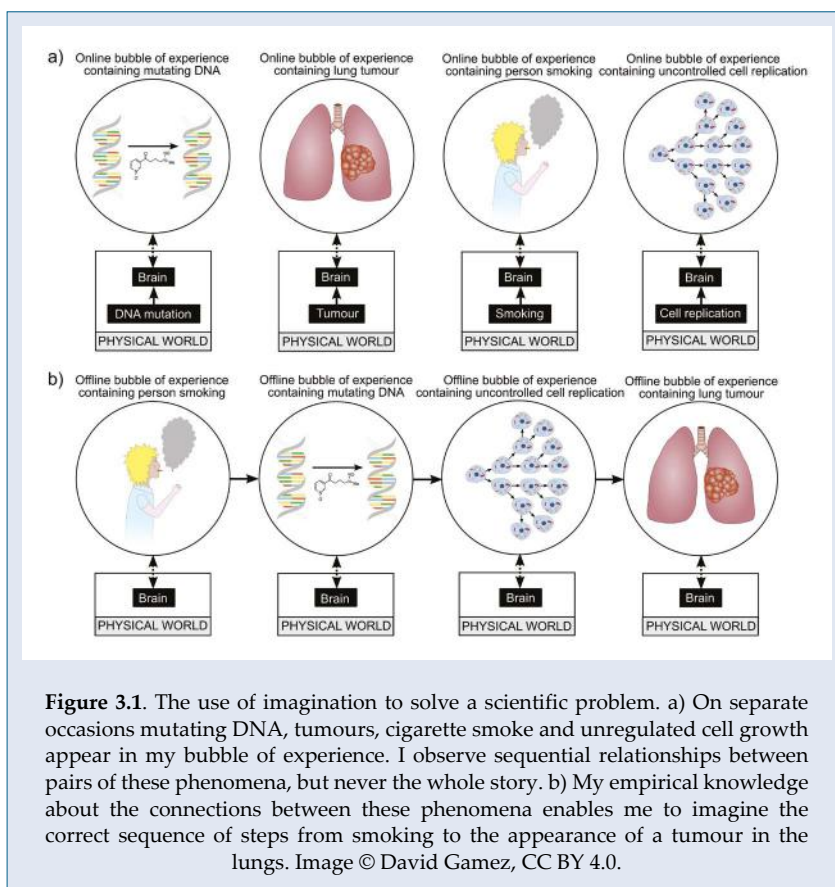 a)
Online bubble of experience
containing mutating DNA
Online bubble of experience
containing lung tumour
Online bubble of experience
containing person smoking
Online bubble of experience
containing uncontrolled cell replication
Brain
DNA mutation
PHYSICAL WORLD
Brain
Tumour
PHYSICAL WORLD
Brain
Smoking
PHYSICAL WORLD
Brain
Cell replication
PHYSICAL WORLD
b)
Offline bubble of experience
containing person smoking
Offline bubble of experience
containing mutating DNA
Offline bubble of experience
containing uncontrolled cell replication
Offline bubble of experience
containing lung tumour
Brain
PHYSICAL WORLD
Brain
PHYSICAL WORLD
Brain
PHYSICAL WORLD
Brain
PHYSICAL WORLD
Figure 3.1. The use of imagination to solve a scientific problem. a) On separate
occasions mutating DNA, tumours, cigarette smoke and unregulated cell growth
appear in my bubble of experience. I observe sequential relationships between
pairs of these phenomena, but never the whole story. b) My empirical knowledge
about the connections between these phenomena enables me to imagine the
correct sequence of steps from smoking to the appearance of a tumour in the
lungs. Image © David Gamez, CC BY 4.0.